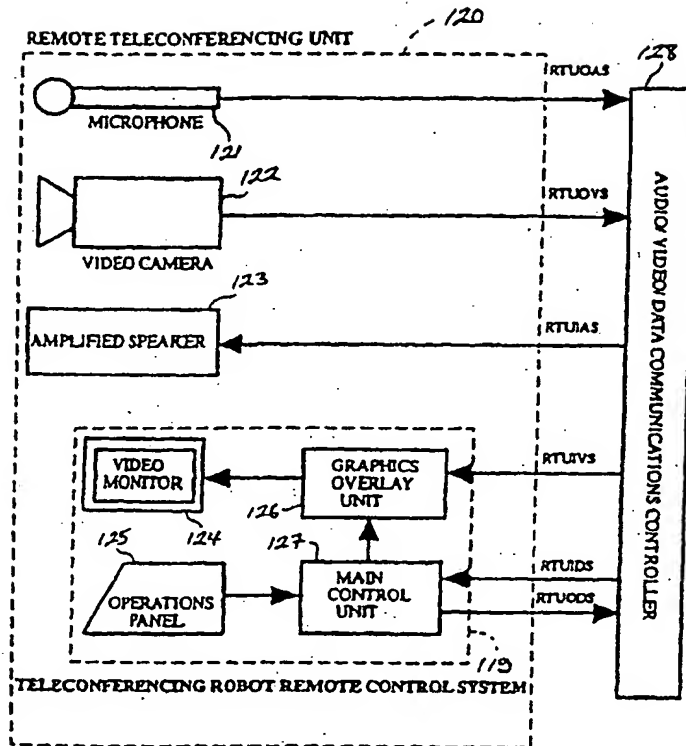 120
REMOTE TELECONFERENCING UNIT
128
RTUOAS
MICROPHONE
121
122
RTUOVS
VIDEO CAMERA
123
AMPLIFIED SPEAKER
RTUIAS
VIDEO MONITOR
GRAPHICS OVERLAY UNIT
RTUIVS
126
124
125
127
OPERATIONS PANEL
MAIN CONTROL UNIT
RTUIDS
RTUODS
119
TELECONFERENCING ROBOT REMOTE CONTROL SYSTEM
AUDIO/ VIDEO/ DATA COMMUNICATIONS CONTROLLER